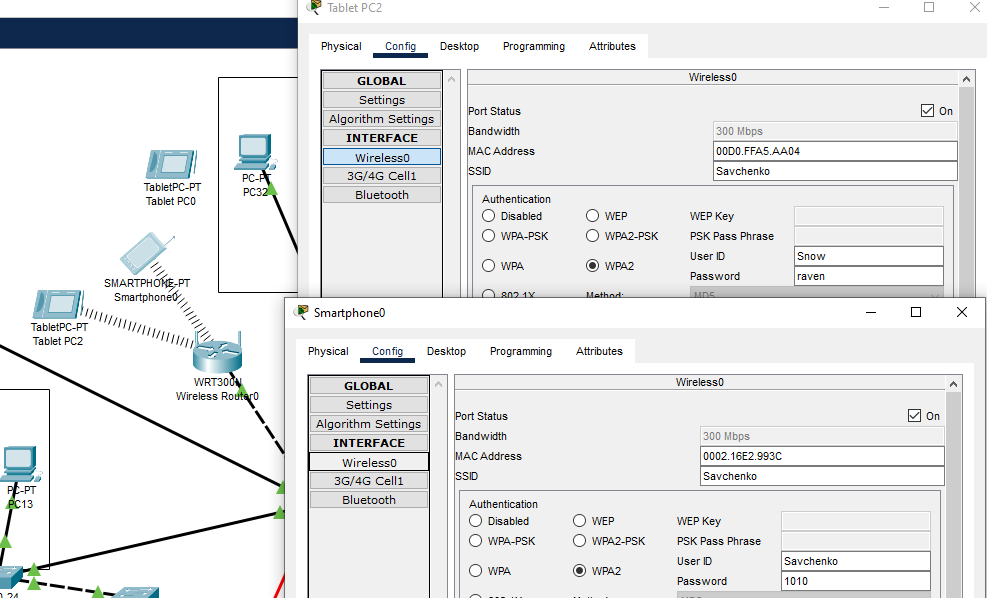 Tablet PC2
Physical Config Desktop Programming Attributes
GLOBAL
Settings
Algorithm Settings
INTERFACE
Wireless0
3G/4G Cell1
Bluetooth
Wireless0
Port Status On
Bandwidth 300 Mbps
MAC Address 00D0.FFA5.AA04
SSID Savchenko
Authentication
Disabled WEP WEP Key
WPA-PSK WPA2-PSK PSK Pass Phrase
User ID Snow
WPA WPA2
Password raven
802.1X Method: MD5
TabletPC-PT
Tablet PC0
PC-PT
PC32
SMARTPHONE-PT
Smartphone0
TabletPC-PT
Tablet PC2
WRT300N
Wireless Router0
PC-PT
PC13
Smartphone0
Physical Config Desktop Programming Attributes
GLOBAL
Settings
Algorithm Settings
INTERFACE
Wireless0
3G/4G Cell1
Bluetooth
Wireless0
Port Status On
Bandwidth 300 Mbps
MAC Address 0002.16E2.993C
SSID Savchenko
Authentication
Disabled WEP WEP Key
WPA-PSK WPA2-PSK PSK Pass Phrase
User ID Savchenko
WPA WPA2
Password 1010